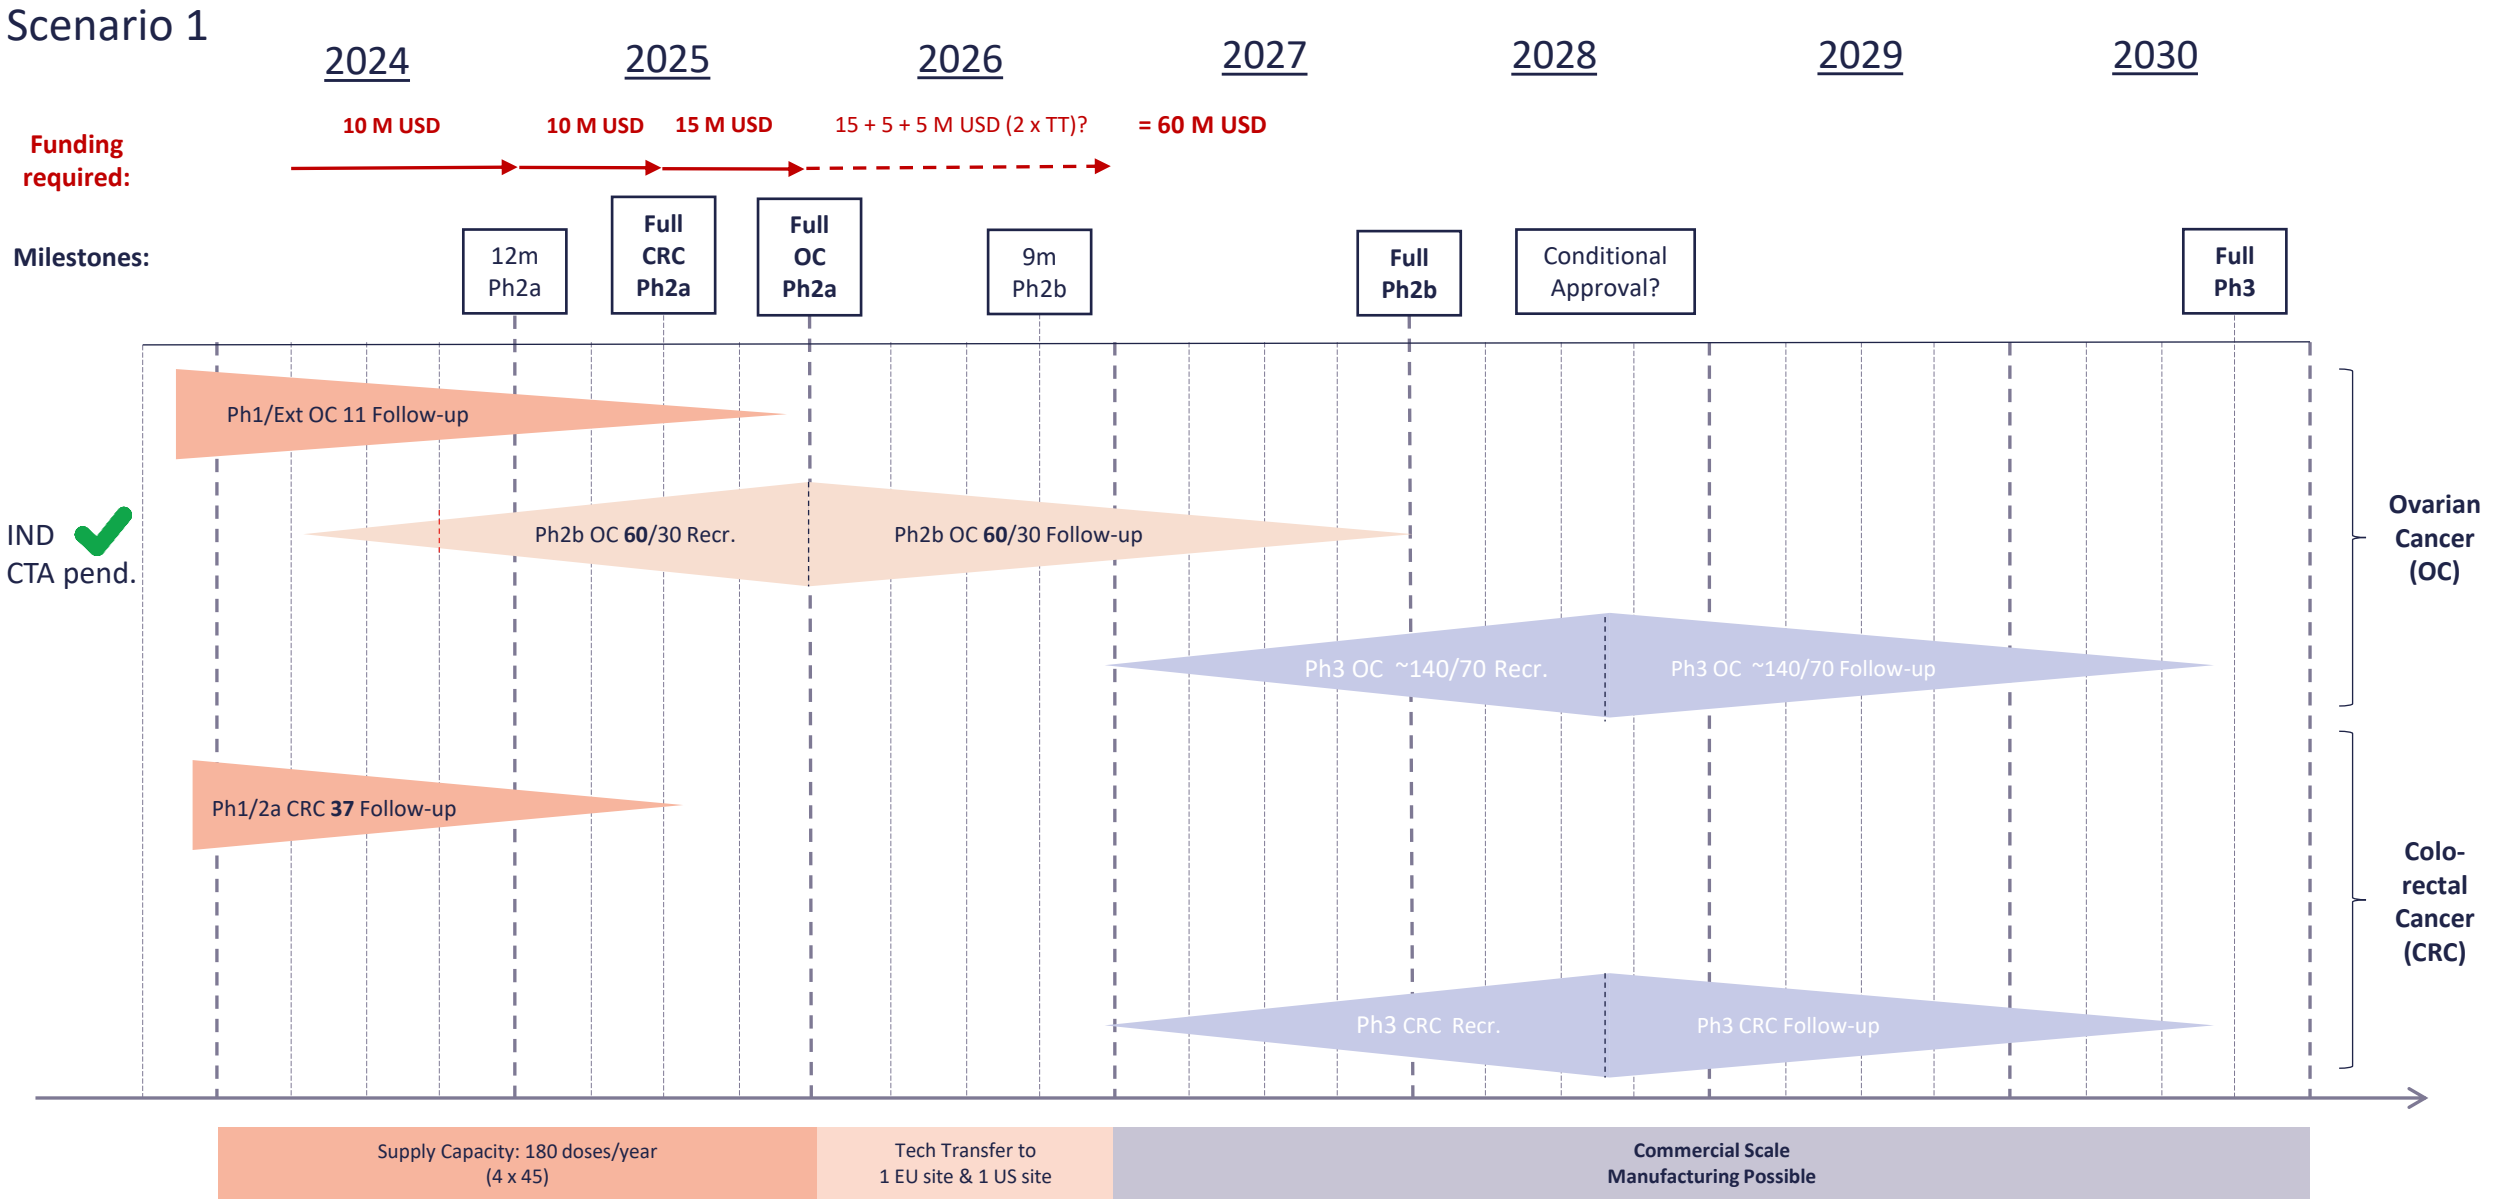 Scenario 1
2024
2025
2026
2027
2028
2029
2030
Funding
required:
10 M USD
10 M USD
15 M USD
15 + 5 + 5 M USD (2 x TT)?
= 60 M USD
Milestones:
12m
Ph2a
Full
CRC
Ph2a
Full
OC
Ph2a
9m
Ph2b
Full
Ph2b
Conditional
Approval?
Full
Ph3
Ph1/Ext OC 11 Follow-up
IND
CTA pend.
Ph2b OC 60/30 Recr.
Ph2b OC 60/30 Follow-up
Ph3 OC ~140/70 Recr.
Ph3 OC ~140/70 Follow-up
Ovarian
Cancer
(OC)
Ph1/2a CRC 37 Follow-up
Ph3 CRC Recr.
Ph3 CRC Follow-up
Colo-
rectal
Cancer
(CRC)
Supply Capacity: 180 doses/year
(4 x 45)
Tech Transfer to
1 EU site & 1 US site
Commercial Scale
Manufacturing Possible